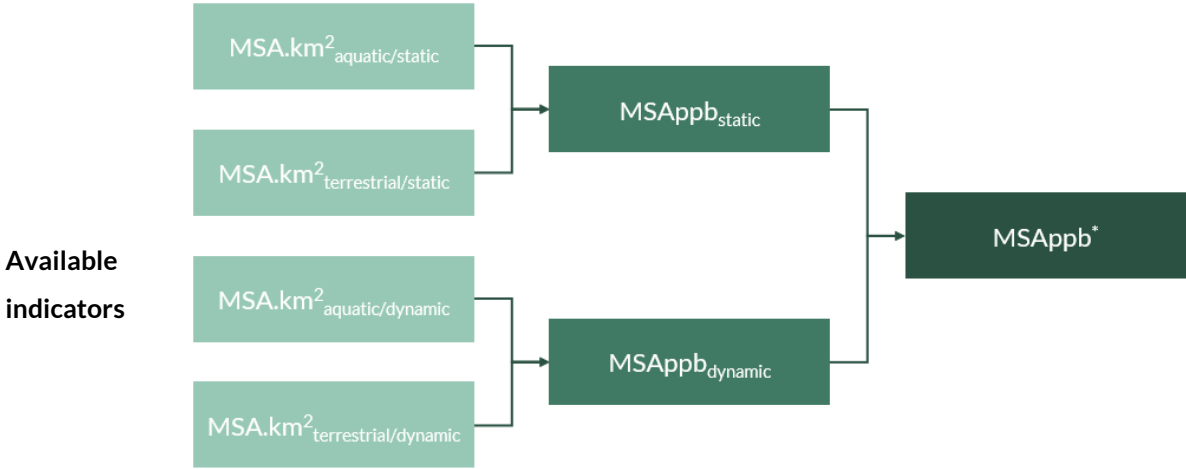 MSA.km²aquatic/static
MSAppbstatic
MSA.km²terrestrial/static
MSAppb*
Available
indicators
MSA.km²aquatic/dynamic
MSAppbdynamic
MSA.km²terrestrial/dynamic